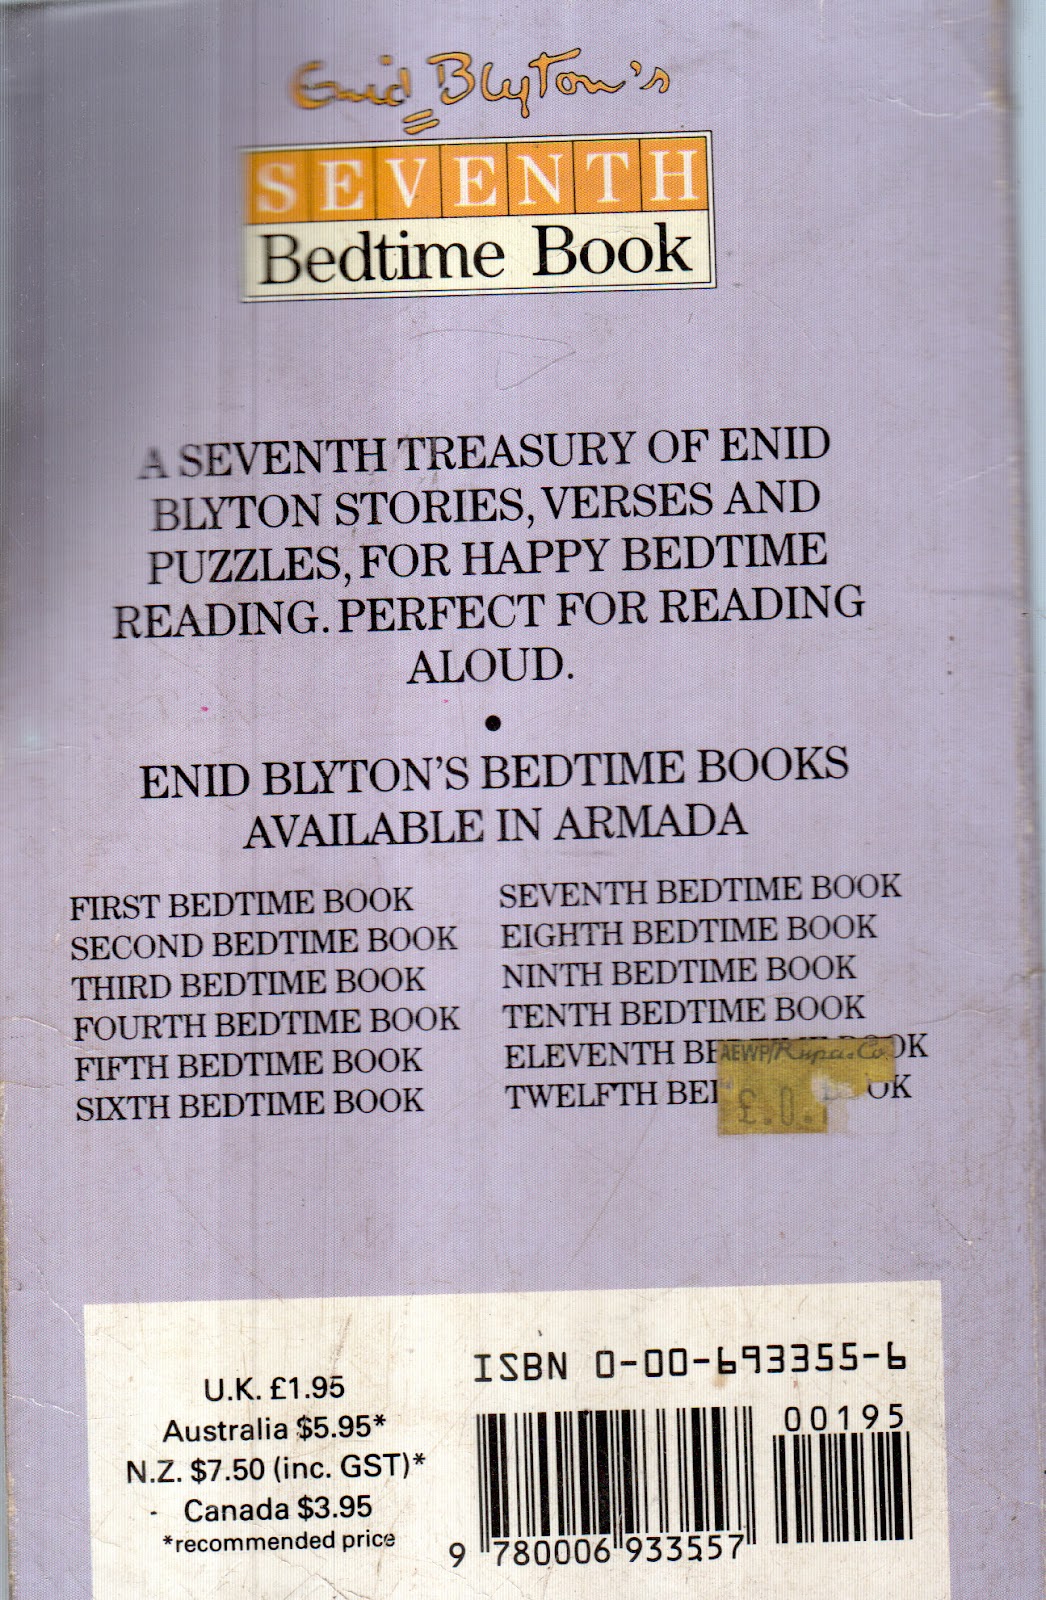 Enid Blyton's
SEVENTH
Bedtime Book
A SEVENTH TREASURY OF ENID
BLYTON STORIES, VERSES AND
PUZZLES, FOR HAPPY BEDTIME
READING. PERFECT FOR READING
ALOUD.
•
ENID BLYTON'S BEDTIME BOOKS
AVAILABLE IN ARMADA
FIRST BEDTIME BOOK
SECOND BEDTIME BOOK
THIRD BEDTIME BOOK
FOURTH BEDTIME BOOK
FIFTH BEDTIME BOOK
SIXTH BEDTIME BOOK
SEVENTH BEDTIME BOOK
EIGHTH BEDTIME BOOK
NINTH BEDTIME BOOK
TENTH BEDTIME BOOK
ELEVENTH BOOK
TWELFTH
AEWP/Rupa & Co.
£.0.
U.K. £1.95
Australia $5.95*
N.Z. $7.50 (inc. GST)*
Canada $3.95
*recommended price
ISBN 0-00-693355-6
00195
9 780006 933557